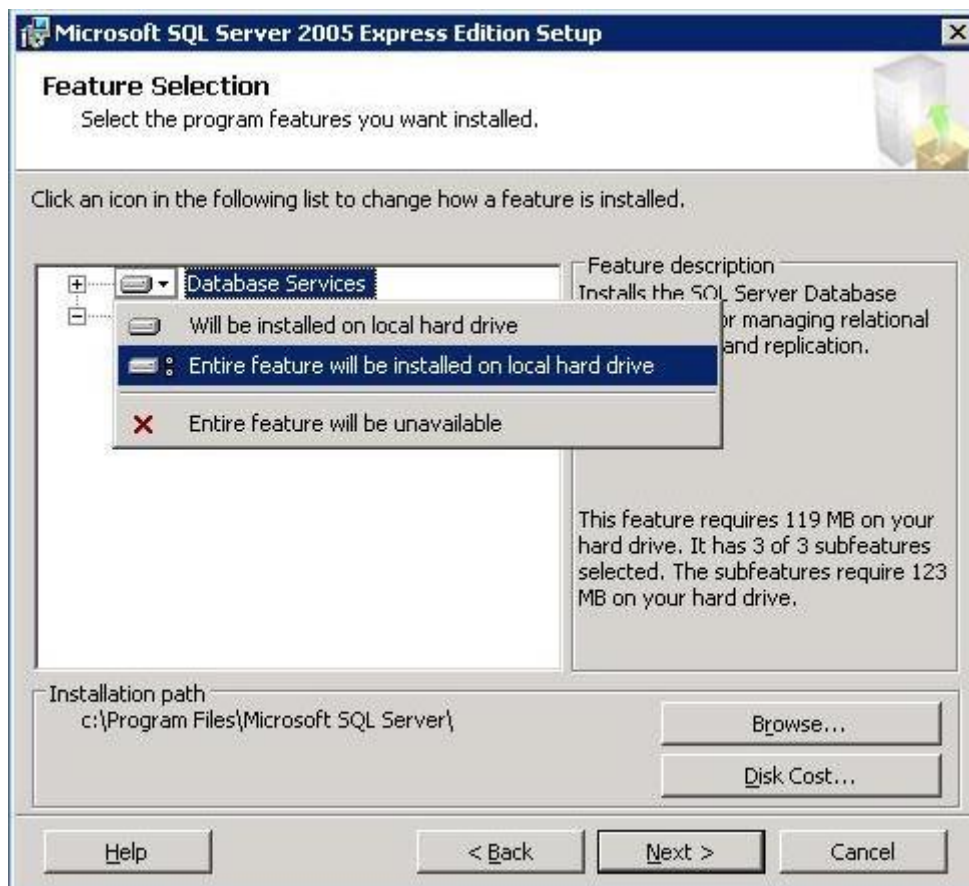 Microsoft SQL Server 2005 Express Edition Setup
Feature Selection
Select the program features you want installed.
Click an icon in the following list to change how a feature is installed.
Database Services
Will be installed on local hard drive
Entire feature will be installed on local hard drive
Entire feature will be unavailable
Feature description
Installs the SQL Server Database
or managing relational
and replication.
This feature requires 119 MB on your
hard drive. It has 3 of 3 subfeatures
selected. The subfeatures require 123
MB on your hard drive.
Installation path
c:\Program Files\Microsoft SQL Server\
Browse...
Disk Cost...
Help
< Back
Next >
Cancel